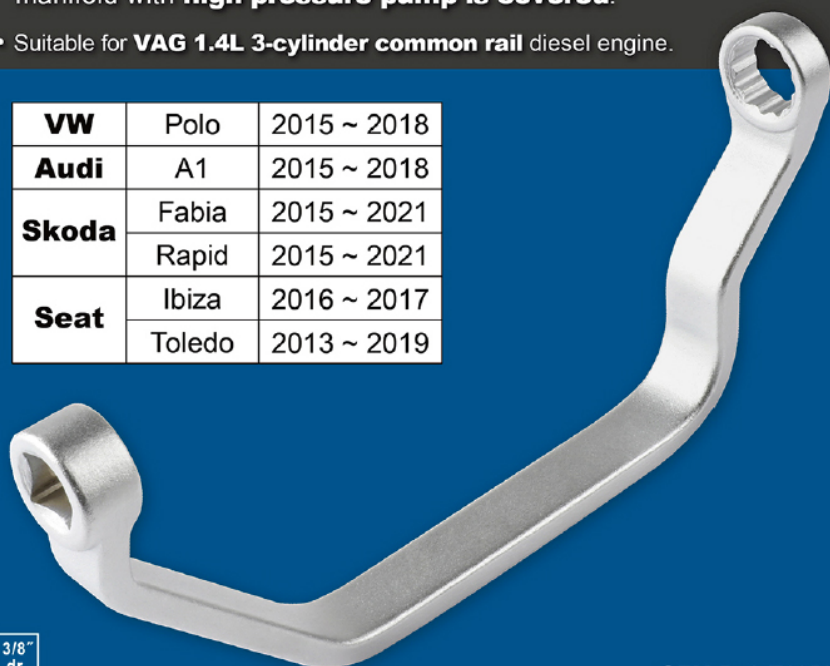 manifold with high pressure pump is covered.
• Suitable for VAG 1.4L 3-cylinder common rail diesel engine.
VW Polo 2015 ~ 2018
Audi A1 2015 ~ 2018
Skoda Fabia 2015 ~ 2021
Rapid 2015 ~ 2021
Seat Ibiza 2016 ~ 2017
Toledo 2013 ~ 2019
3/8"
dr